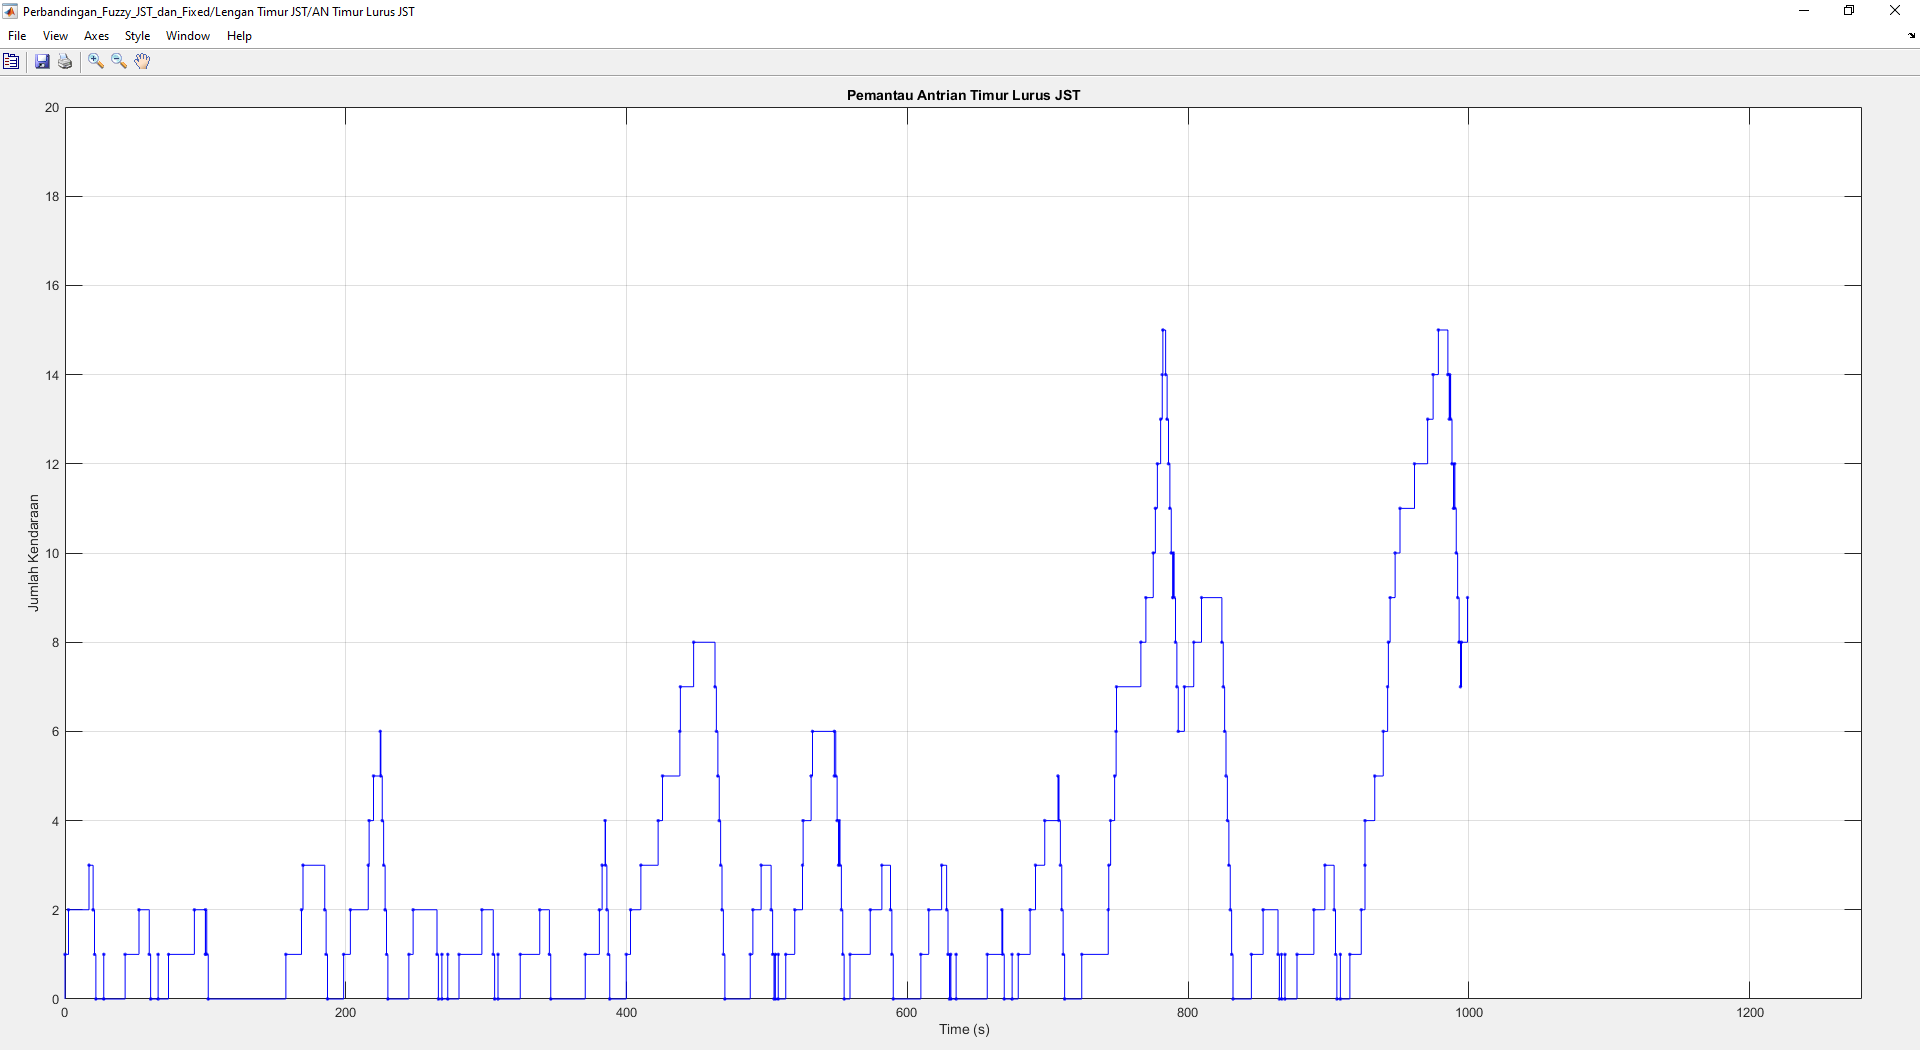 Perbandingan_Fuzzy_JST_dan_Fixed/Lengan Timur JST/AN Timur Lurus JST
File View Axes Style Window Help
Pemantau Antrian Timur Lurus JST
20
18
16
14
12
10
8
6
4
2
0
Jumlah Kendaraan
0 200 400 600 800 1000 1200
Time (s)